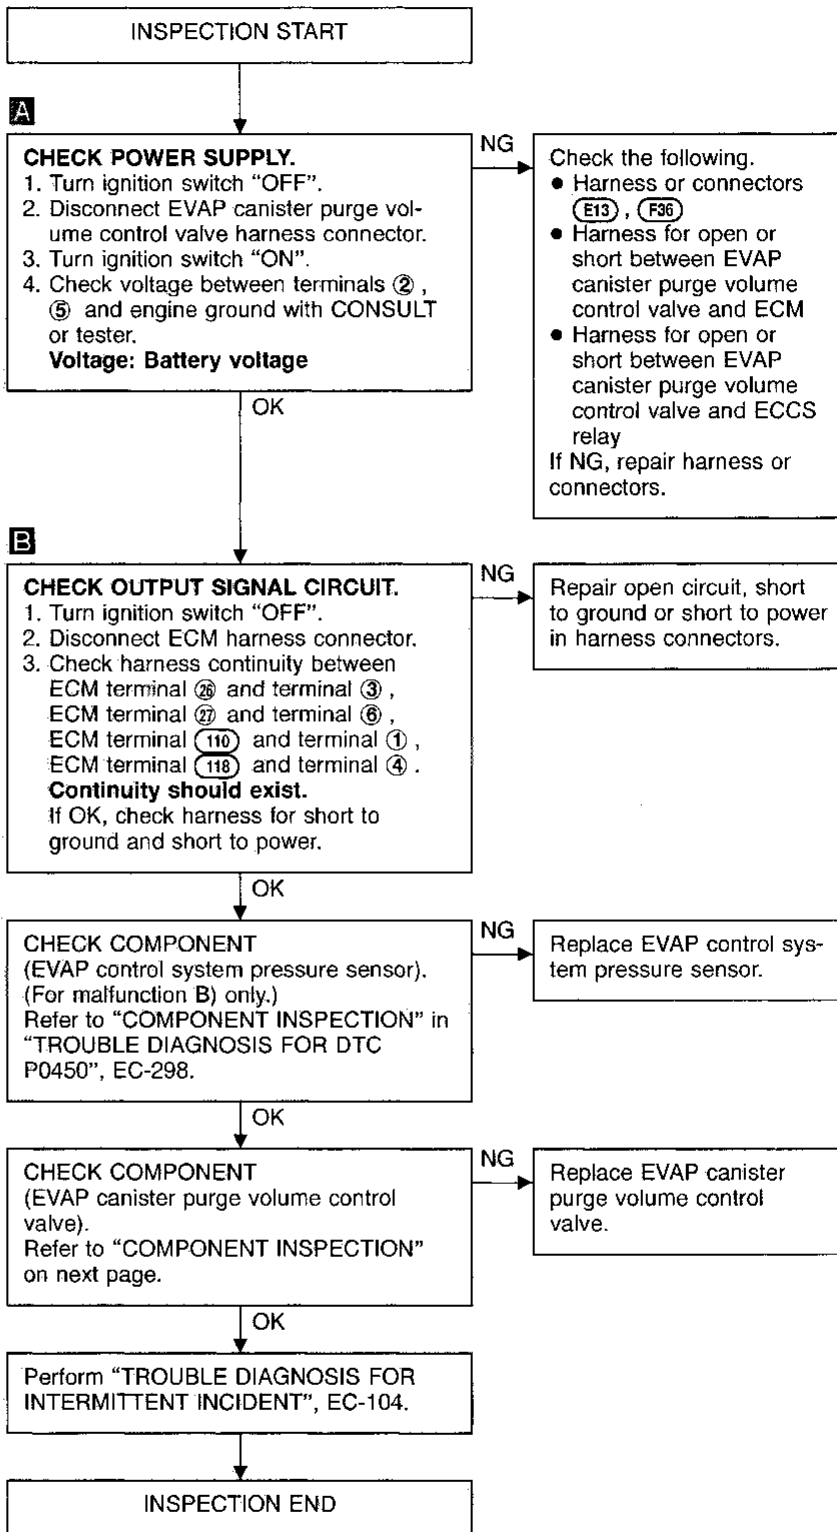 INSPECTION START
A
CHECK POWER SUPPLY.
1. Turn ignition switch “OFF”.
2. Disconnect EVAP canister purge vol-
ume control valve harness connector.
3. Turn ignition switch “ON”.
4. Check voltage between terminals ② ,
⑤ and engine ground with CONSULT
or tester.
Voltage: Battery voltage
NG
Check the following.
● Harness or connectors
E13 , F36
● Harness for open or
short between EVAP
canister purge volume
control valve and ECM
● Harness for open or
short between EVAP
canister purge volume
control valve and ECCS
relay
If NG, repair harness or
connectors.
OK
B
CHECK OUTPUT SIGNAL CIRCUIT.
1. Turn ignition switch “OFF”.
2. Disconnect ECM harness connector.
3. Check harness continuity between
ECM terminal ㉖ and terminal ③ ,
ECM terminal ㉗ and terminal ⑥ ,
ECM terminal 110 and terminal ① ,
ECM terminal 118 and terminal ④ .
Continuity should exist.
If OK, check harness for short to
ground and short to power.
NG
Repair open circuit, short
to ground or short to power
in harness connectors.
OK
CHECK COMPONENT
(EVAP control system pressure sensor).
(For malfunction B) only.)
Refer to “COMPONENT INSPECTION” in
“TROUBLE DIAGNOSIS FOR DTC
P0450”, EC-298.
NG
Replace EVAP control sys-
tem pressure sensor.
OK
CHECK COMPONENT
(EVAP canister purge volume control
valve).
Refer to “COMPONENT INSPECTION”
on next page.
NG
Replace EVAP canister
purge volume control
valve.
OK
Perform “TROUBLE DIAGNOSIS FOR
INTERMITTENT INCIDENT”, EC-104.
INSPECTION END